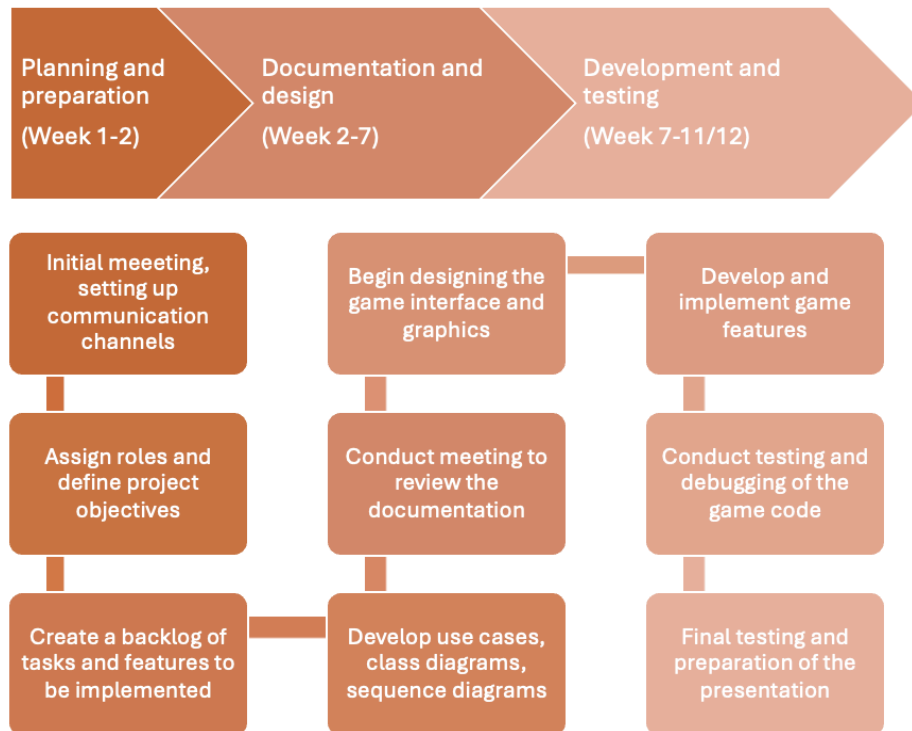 Planning and
preparation
(Week 1-2)
Documentation and
design
(Week 2-7)
Development and
testing
(Week 7-11/12)
Initial meeeting,
setting up
communication
channels
Assign roles and
define project
objectives
Create a backlog of
tasks and features to
be implemented
Develop use cases,
class diagrams,
sequence diagrams
Conduct meeting to
review the
documentation
Begin designing the
game interface and
graphics
Develop and
implement game
features
Conduct testing and
debugging of the
game code
Final testing and
preparation of the
presentation